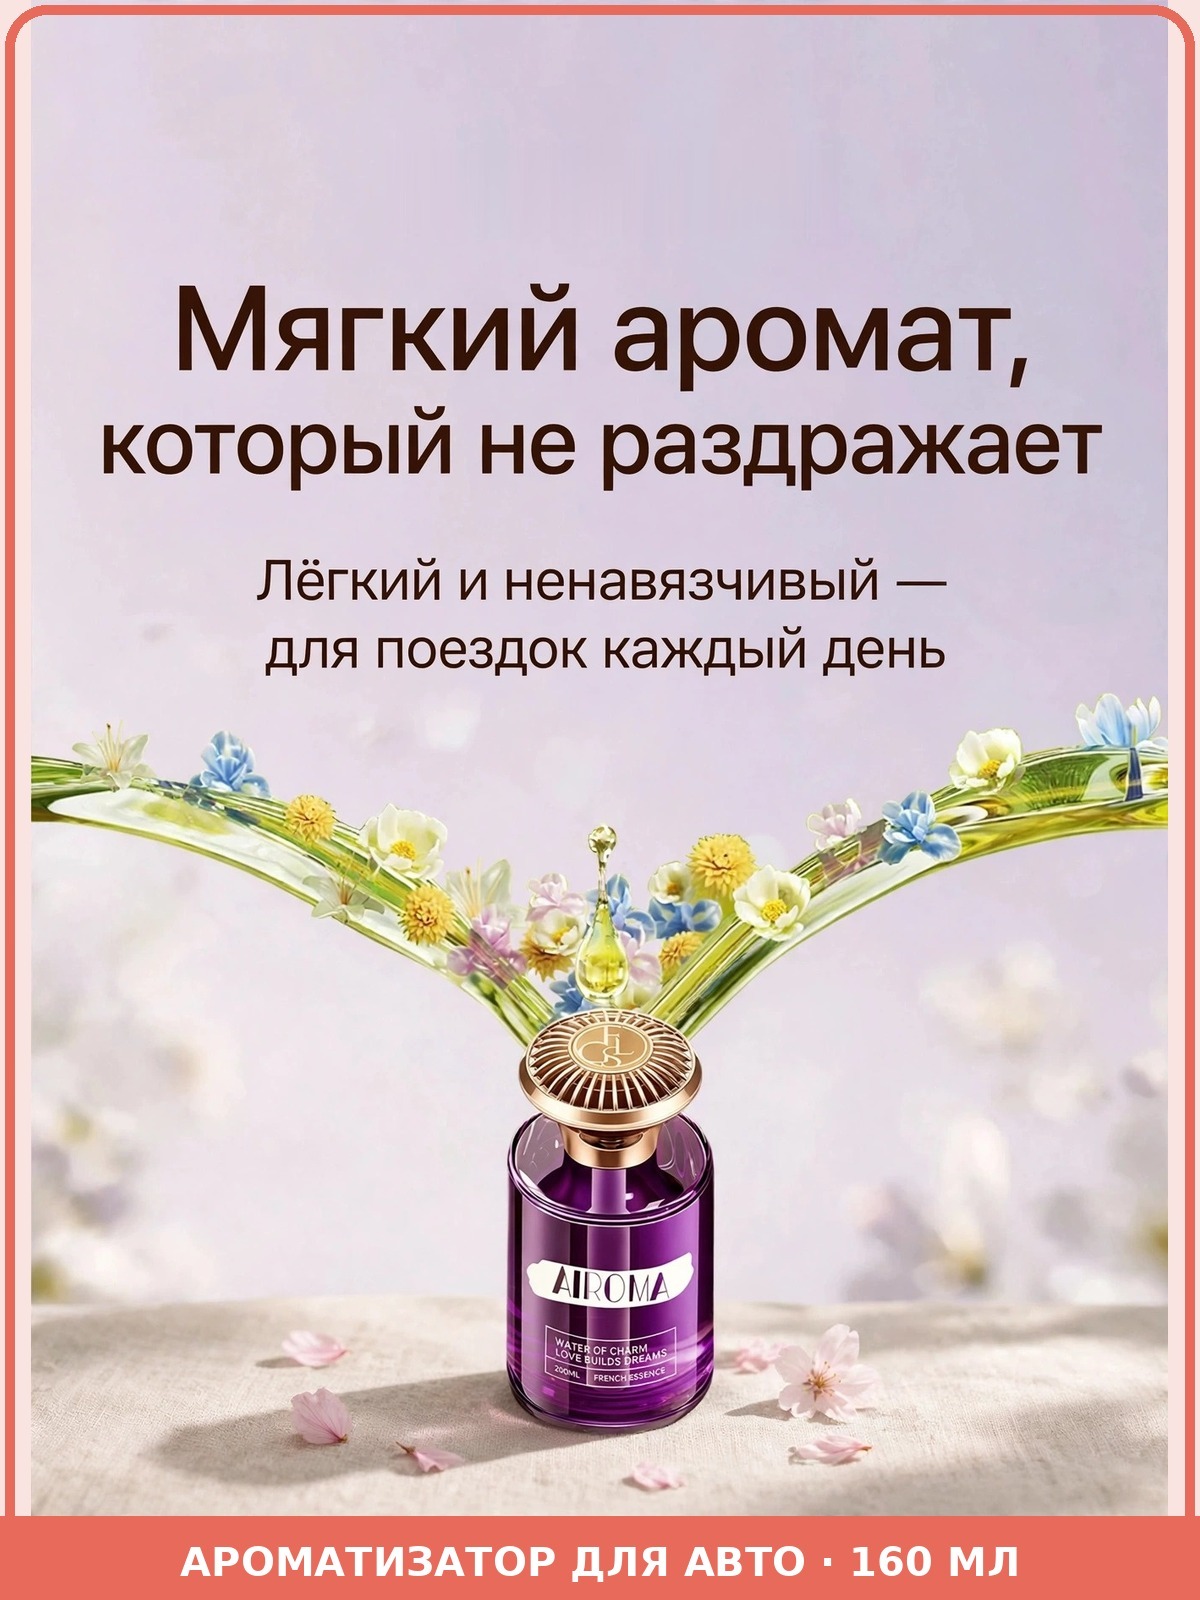 Мягкий аромат,
который не раздражает
Лёгкий и ненавязчивый —
для поездок каждый день
AIROMA
WATER OF CHARM
LOVE BUILDS DREAMS
200ML FRENCH ESSENCE
АРОМАТИЗАТОР ДЛЯ АВТО · 160 МЛ